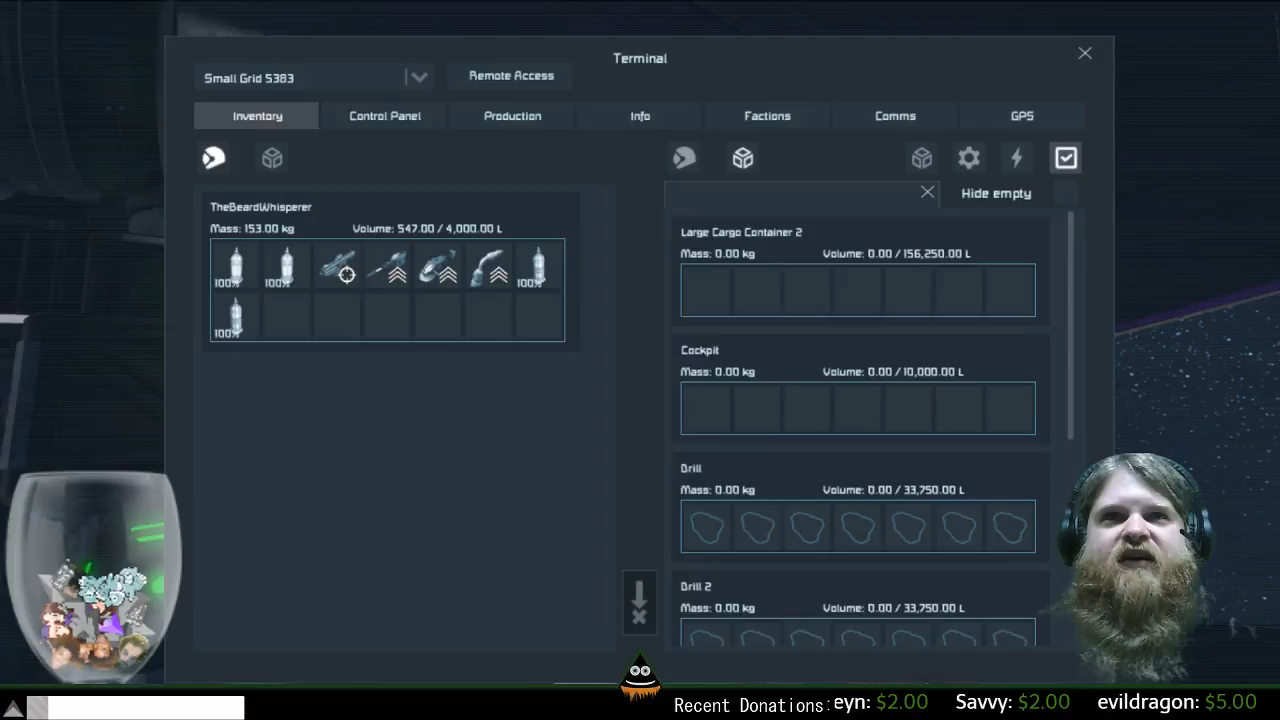 Terminal
Small Grid 5383
Remote Access
Inventory
Control Panel
Production
Info
Factions
Comms
GPS
Hide empty
TheBeardWhisperer
Mass: 153.00 kg
Volume: 547.00 / 4,000.00 L
100%
100%
100%
100%
Large Cargo Container 2
Mass: 0.00 kg
Volume: 0.00 / 156,250.00 L
Cockpit
Mass: 0.00 kg
Volume: 0.00 / 10,000.00 L
Drill
Mass: 0.00 kg
Volume: 0.00 / 33,750.00 L
Drill 2
Mass: 0.00 kg
Volume: 0.00 / 33,750.00 L
Recent Donations: eyn: $2.00 Savvy: $2.00 evildragon: $5.00